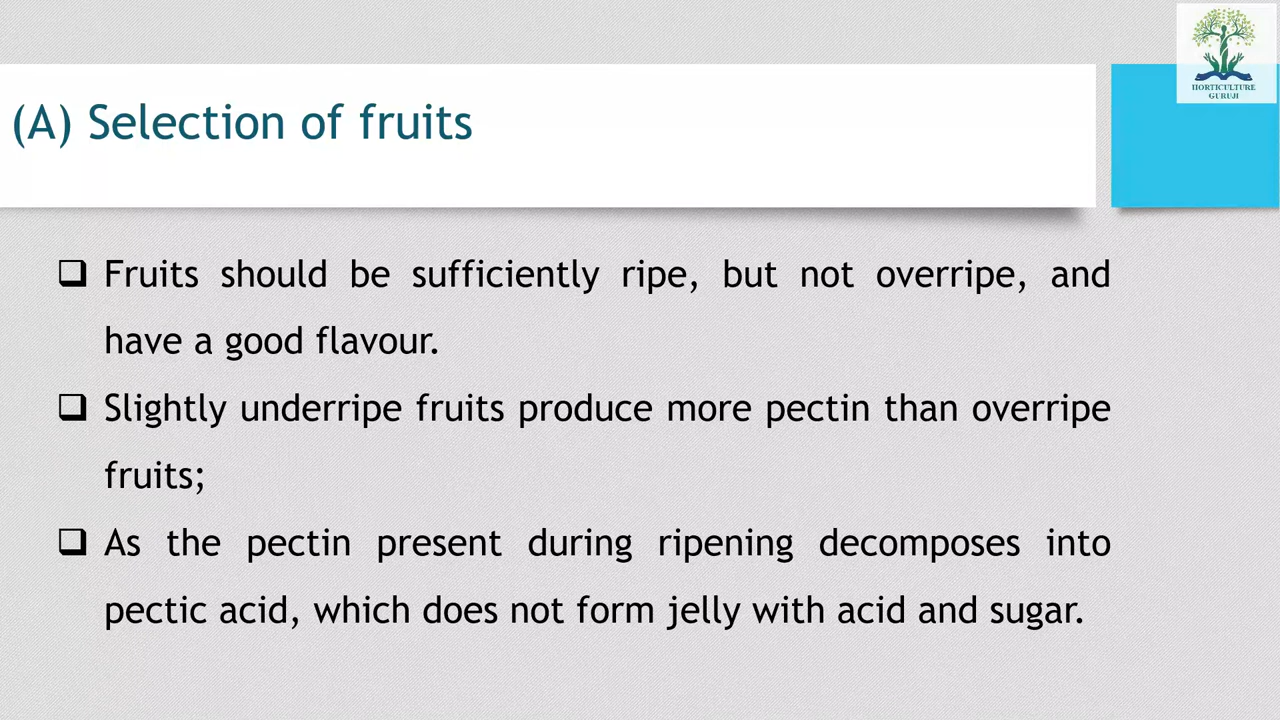 HORTICULTURE
GURUJI
(A) Selection of fruits
❑ Fruits should be sufficiently ripe, but not overripe, and
have a good flavour.
❑ Slightly underripe fruits produce more pectin than overripe
fruits;
❑ As the pectin present during ripening decomposes into
pectic acid, which does not form jelly with acid and sugar.